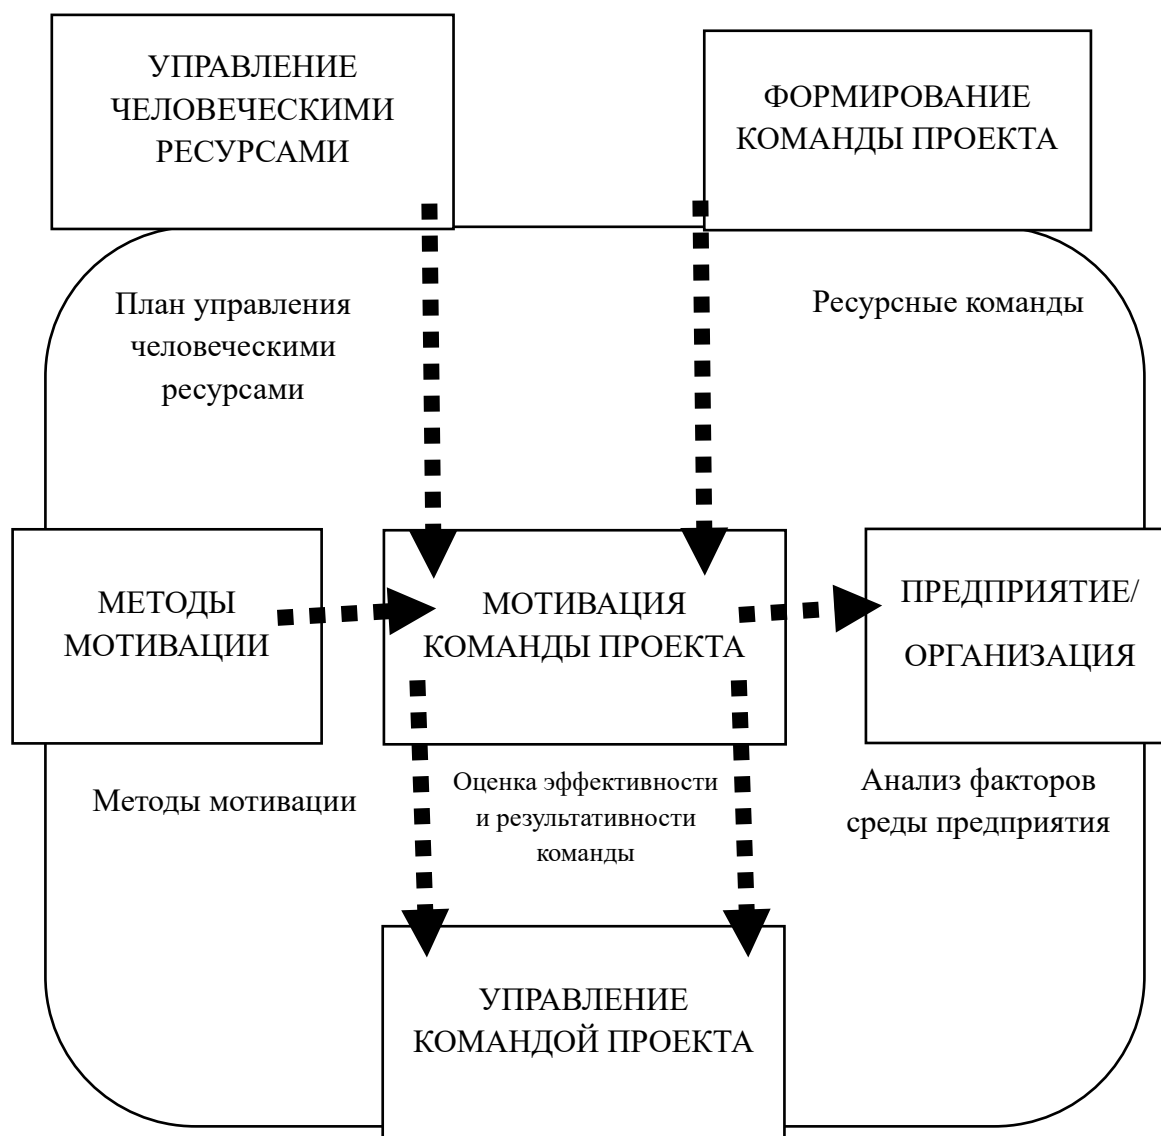 УПРАВЛЕНИЕ
ЧЕЛОВЕЧЕСКИМИ
РЕСУРСАМИ
ФОРМИРОВАНИЕ
КОМАНДЫ ПРОЕКТА
План управления
человеческими
ресурсами
Ресурсные команды
МЕТОДЫ
МОТИВАЦИИ
МОТИВАЦИЯ
КОМАНДЫ ПРОЕКТА
ПРЕДПРИЯТИЕ/
ОРГАНИЗАЦИЯ
Методы мотивации
Оценка эффективности
и результативности
команды
Анализ факторов
среды предприятия
УПРАВЛЕНИЕ
КОМАНДОЙ ПРОЕКТА